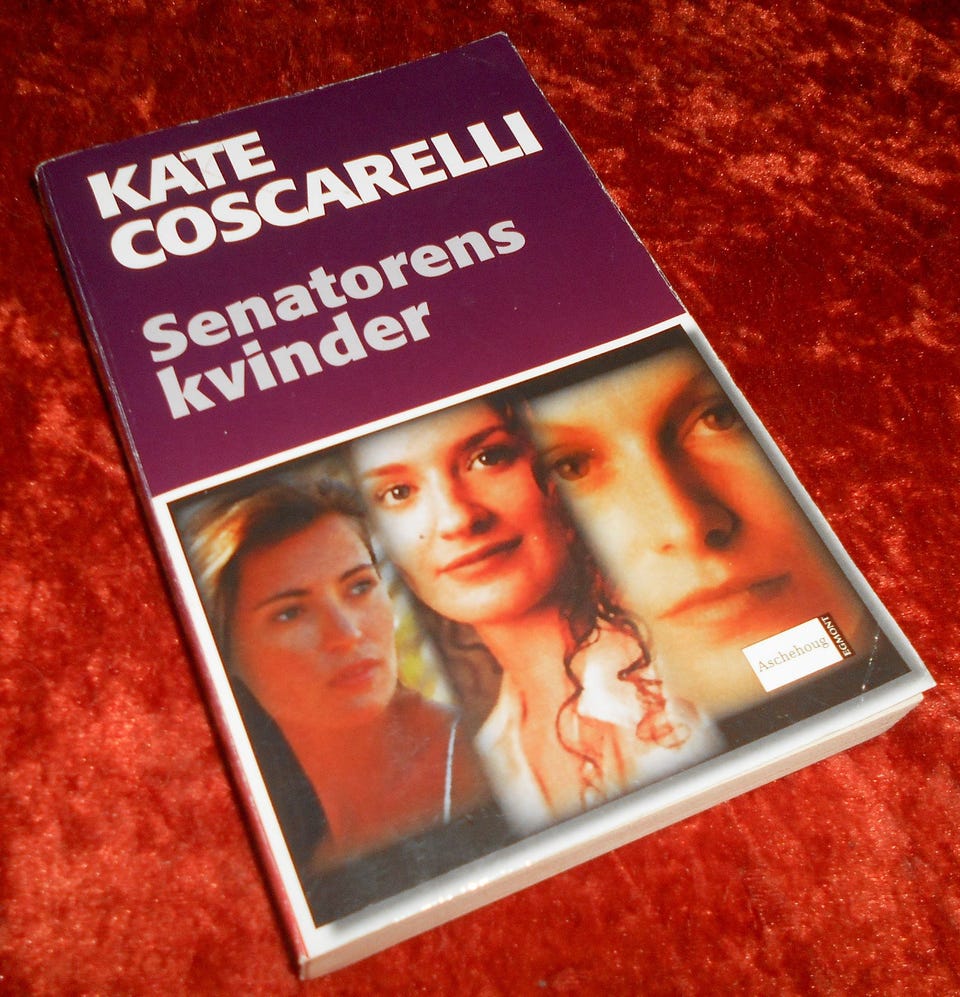 KATE
COSCARELLI
Senatorens
kvinder
Aschehoug
EGMONT